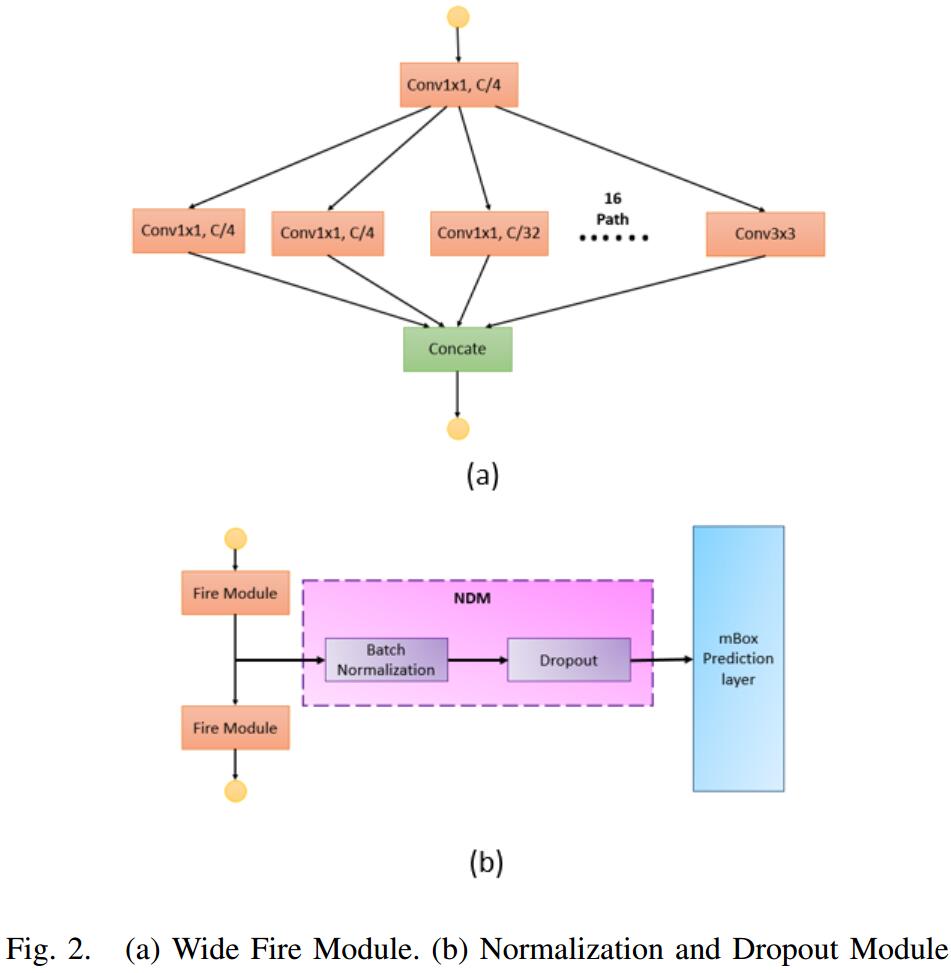 Conv1x1, C/4
16
Path
Conv1x1, C/4
Conv1x1, C/4
Conv1x1, C/32
Conv3x3
Concate
(a)
Fire Module
NDM
Batch
Normalization
Dropout
mBox
Prediction
layer
Fire Module
(b)
Fig. 2. (a) Wide Fire Module. (b) Normalization and Dropout Module